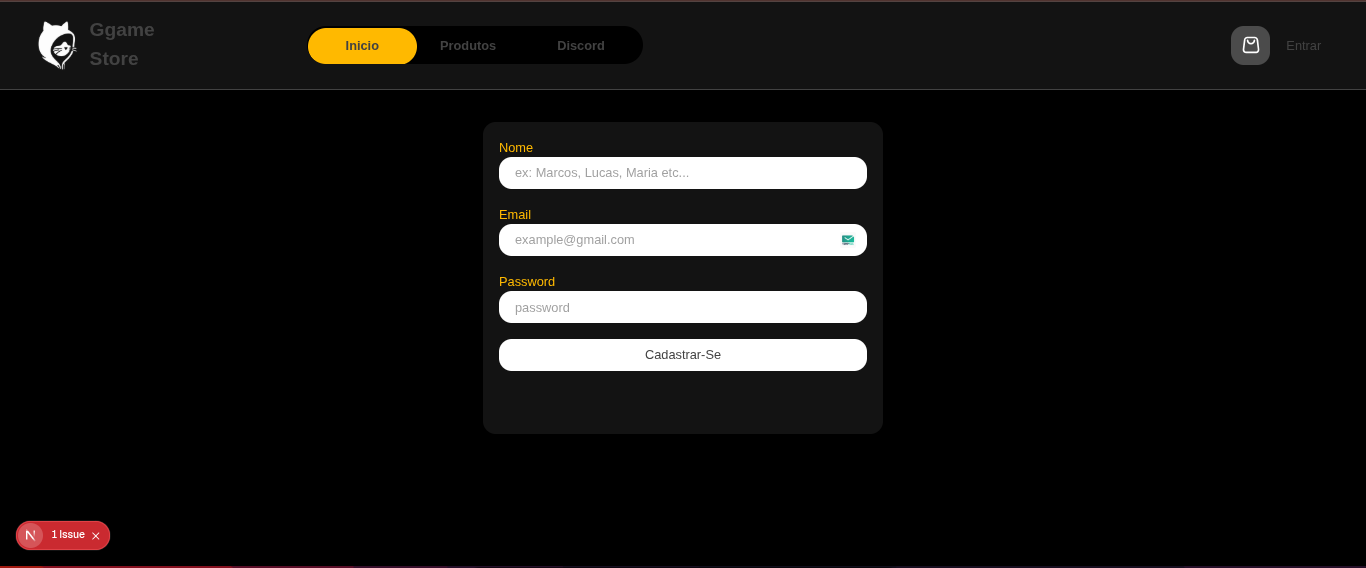 Ggame
Store
Inicio
Produtos
Discord
Entrar
Nome
ex: Marcos, Lucas, Maria etc...
Email
example@gmail.com
Password
password
Cadastrar-Se
N
1 Issue